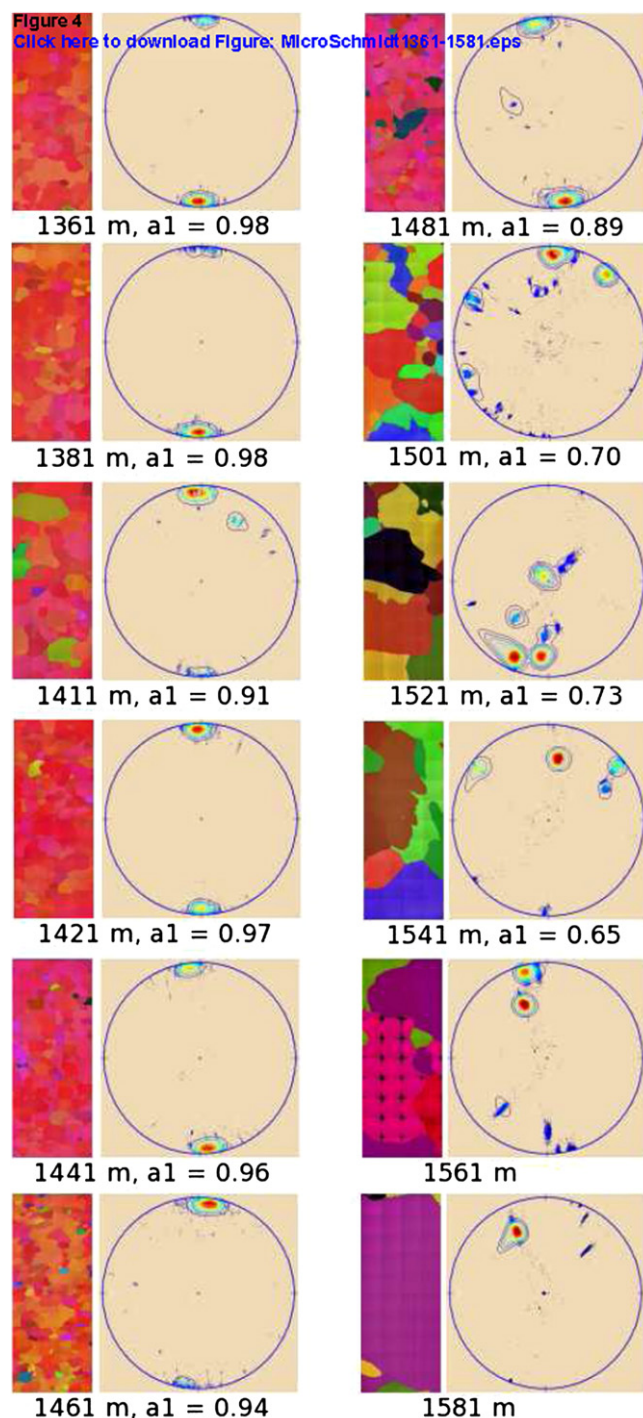 Figure 4
Click here to download Figure: MicroSchmidt1361-1581.eps
1361 m, a1 = 0.98
1481 m, a1 = 0.89
1381 m, a1 = 0.98
1501 m, a1 = 0.70
1411 m, a1 = 0.91
1521 m, a1 = 0.73
1421 m, a1 = 0.97
1541 m, a1 = 0.65
1441 m, a1 = 0.96
1561 m
1461 m, a1 = 0.94
1581 m